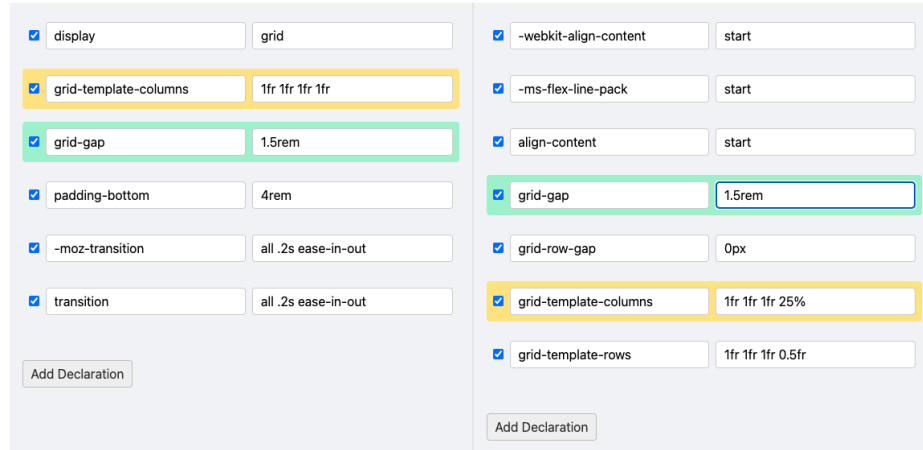 display grid
grid-template-columns 1fr 1fr 1fr 1fr
grid-gap 1.5rem
padding-bottom 4rem
-moz-transition all .2s ease-in-out
transition all .2s ease-in-out
Add Declaration
-webkit-align-content start
-ms-flex-line-pack start
align-content start
grid-gap 1.5rem
grid-row-gap 0px
grid-template-columns 1fr 1fr 1fr 25%
grid-template-rows 1fr 1fr 1fr 0.5fr
Add Declaration